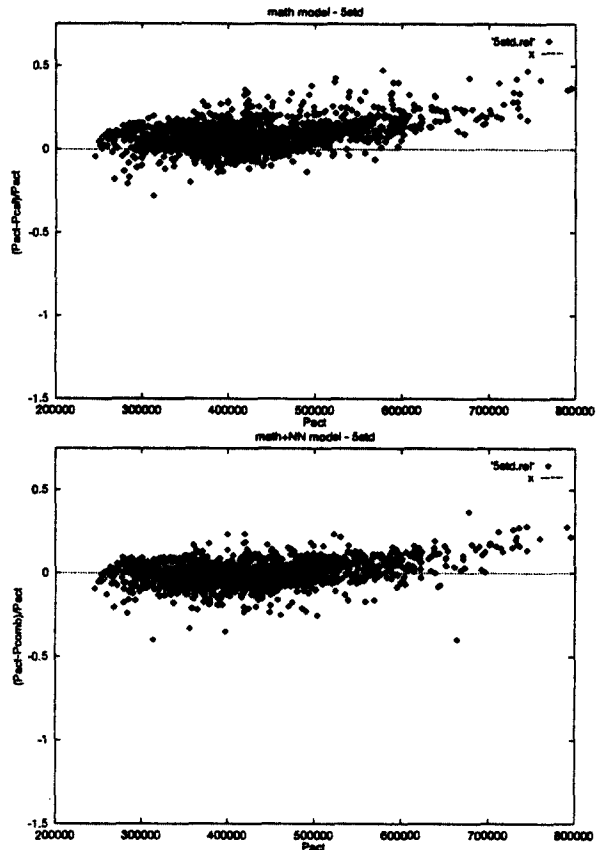 math model - 5std
'5std.rel'
x
0.5
0
-0.5
-1
-1.5
(Pact-Pcalf)/Pact
200000 300000 400000 500000 600000 700000 800000
Pact
math+NN model - 5std
'5std.rel'
x
0.5
0
-0.5
-1
-1.5
(Pact-Pcomb)/Pact
200000 300000 400000 500000 600000 700000 800000
Pact